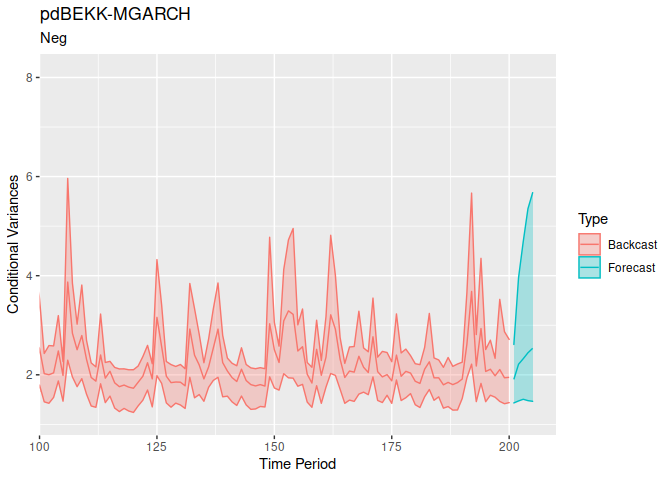 pdBEKK-MGARCH
Neg
8
6
4
2
Conditional Variances
100
125
150
175
200
Time Period
Type
Backcast
Forecast